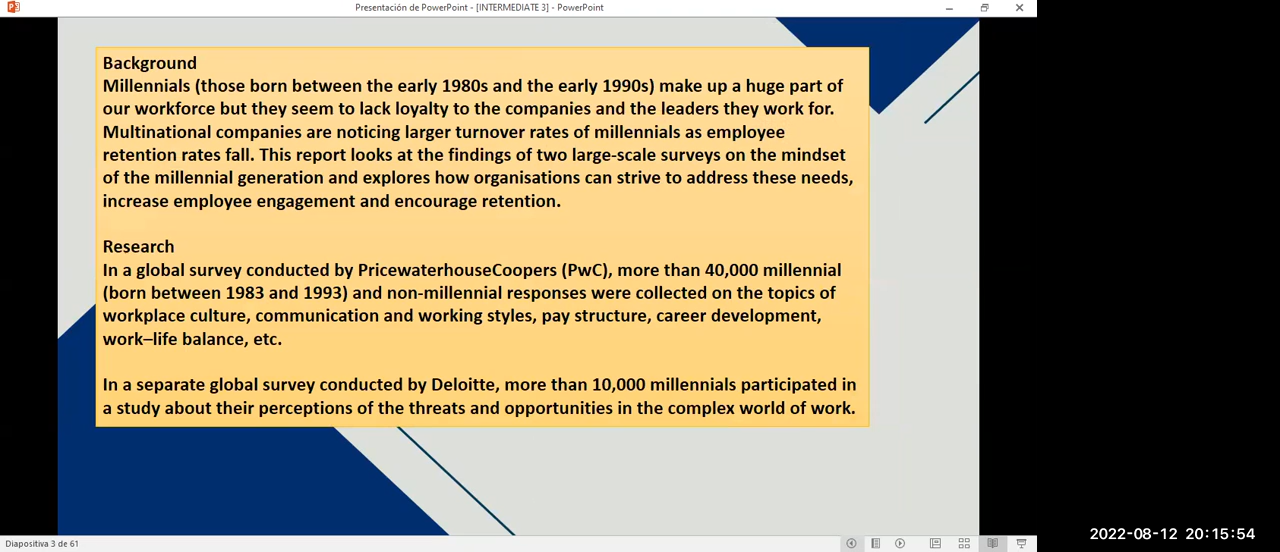 Presentación de PowerPoint - [INTERMEDIATE 3] - PowerPoint
Background
Millennials (those born between the early 1980s and the early 1990s) make up a huge part of
our workforce but they seem to lack loyalty to the companies and the leaders they work for.
Multinational companies are noticing larger turnover rates of millennials as employee
retention rates fall. This report looks at the findings of two large-scale surveys on the mindset
of the millennial generation and explores how organisations can strive to address these needs,
increase employee engagement and encourage retention.
Research
In a global survey conducted by PricewaterhouseCoopers (PwC), more than 40,000 millennial
(born between 1983 and 1993) and non-millennial responses were collected on the topics of
workplace culture, communication and working styles, pay structure, career development,
work–life balance, etc.
In a separate global survey conducted by Deloitte, more than 10,000 millennials participated in
a study about their perceptions of the threats and opportunities in the complex world of work.
Diapositiva 3 de 61
2022-08-12 20:15:54